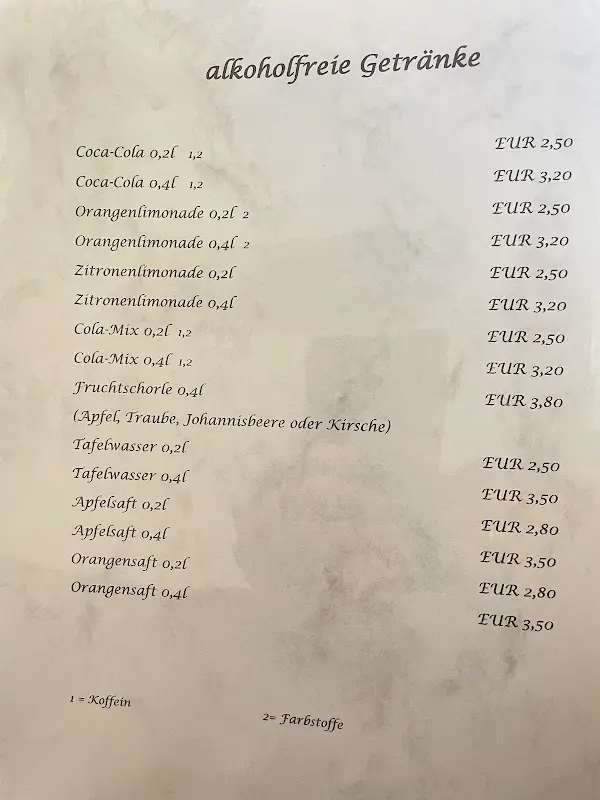 alkoholfreie Getränke
Coca-Cola 0,2l 1,2 EUR 2,50
Coca-Cola 0,4l 1,2 EUR 3,20
Orangenlimonade 0,2l 2 EUR 2,50
Orangenlimonade 0,4l 2 EUR 3,20
Zitronenlimonade 0,2l EUR 2,50
Zitronenlimonade 0,4l EUR 3,20
Cola-Mix 0,2l 1,2 EUR 2,50
Cola-Mix 0,4l 1,2 EUR 3,20
Fruchtschorle 0,4l EUR 3,80
(Apfel, Traube, Johannisbeere oder Kirsche)
Tafelwasser 0,2l EUR 2,50
Tafelwasser 0,4l EUR 3,50
Apfelsaft 0,2l EUR 2,80
Apfelsaft 0,4l EUR 3,50
Orangensaft 0,2l EUR 2,80
Orangensaft 0,4l EUR 3,50
1 = Koffein 2= Farbstoffe